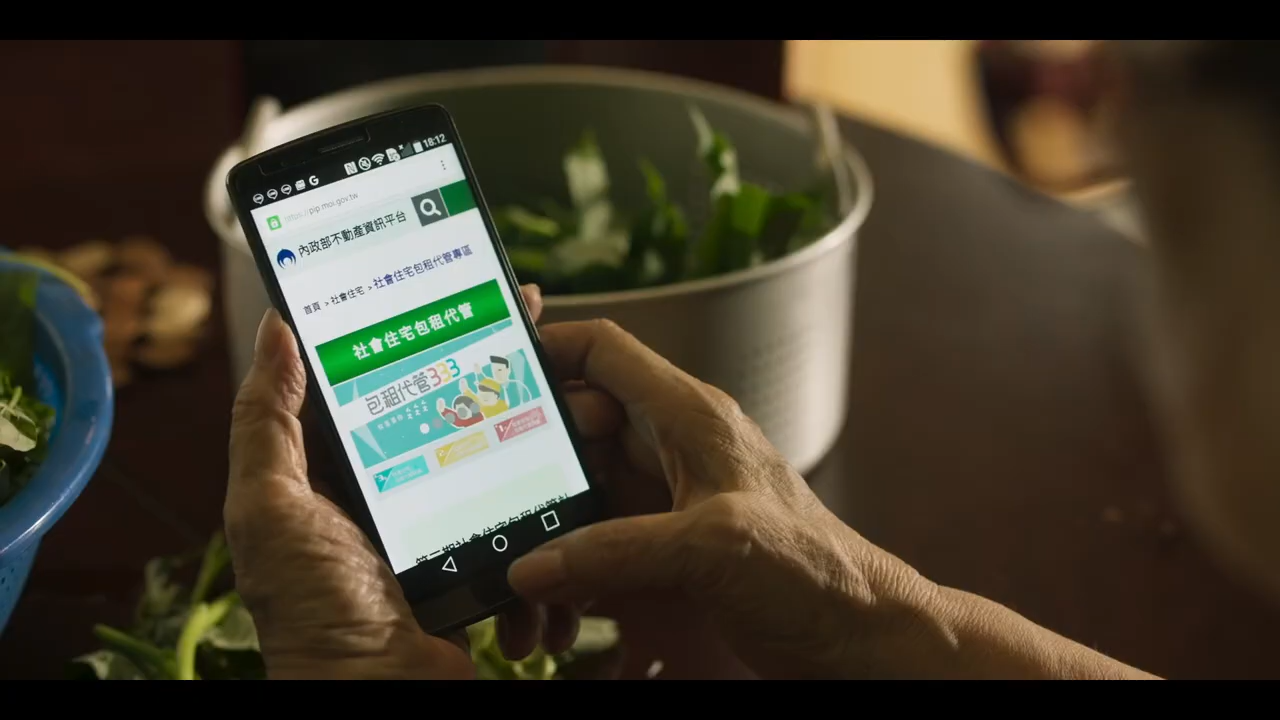 18:12
https://pip.moi.gov.tw
內政部不動產資訊平台
首頁 > 社會住宅 > 社會住宅包租代管專區
社會住宅包租代管
包租代管333